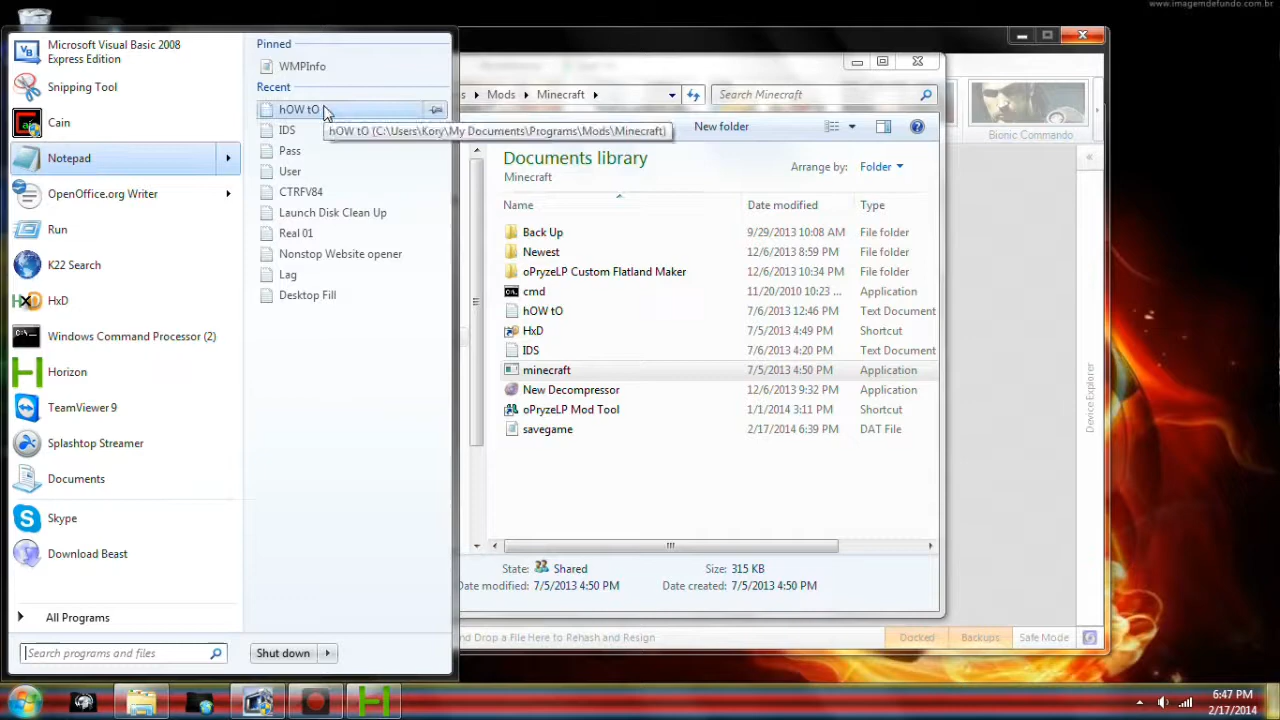 www.imagemdefundo.com.br
Microsoft Visual Basic 2008
Express Edition
Snipping Tool
Cain
Notepad
OpenOffice.org Writer
Run
K22 Search
HxD
Windows Command Processor (2)
Horizon
TeamViewer 9
Splashtop Streamer
Documents
Skype
Download Beast
All Programs
Search programs and files
Shut down
Pinned
WMPInfo
Recent
hOW tO
hOW tO (C:\Users\Kory\My Documents\Programs\Mods\Minecraft)
IDS
Pass
User
CTRFV84
Launch Disk Clean Up
Real 01
Nonstop Website opener
Lag
Desktop Fill
s ▸ Mods ▸ Minecraft ▸
Search Minecraft
New folder
Documents library
Minecraft
Arrange by: Folder
Name Date modified Type
Back Up 9/29/2013 10:08 AM File folder
Newest 12/6/2013 8:59 PM File folder
oPryzeLP Custom Flatland Maker 12/6/2013 10:34 PM File folder
cmd 11/20/2010 10:23 ... Application
hOW tO 7/6/2013 12:46 PM Text Document
HxD 7/5/2013 4:49 PM Shortcut
IDS 7/6/2013 4:20 PM Text Document
minecraft 7/5/2013 4:50 PM Application
New Decompressor 12/6/2013 9:32 PM Application
oPryzeLP Mod Tool 1/1/2014 3:11 PM Shortcut
savegame 2/17/2014 6:39 PM DAT File
State: Shared Size: 315 KB
Date modified: 7/5/2013 4:50 PM Date created: 7/5/2013 4:50 PM
Bionic Commando
Device Explorer
nd Drop a File Here to Rehash and Resign
Docked Backups Safe Mode
6:47 PM
2/17/2014